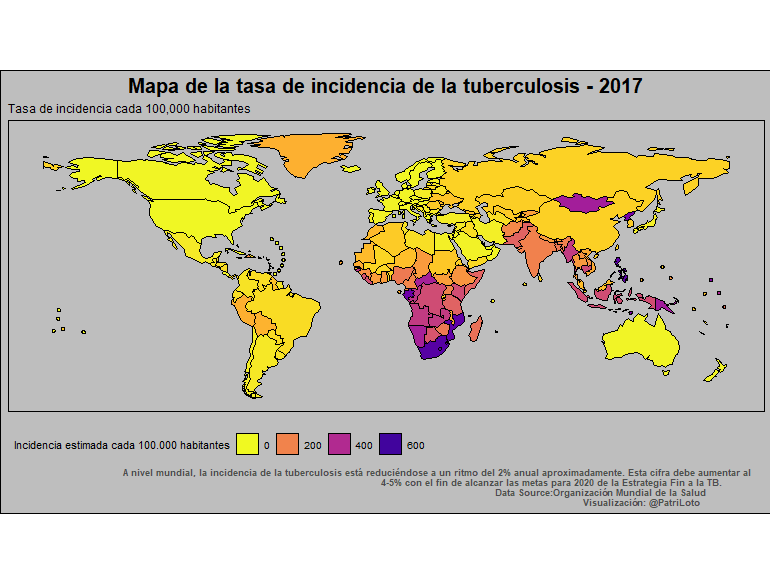 Mapa de la tasa de incidencia de la tuberculosis - 2017
Tasa de incidencia cada 100,000 habitantes
Incidencia estimada cada 100.000 habitantes 0 200 400 600
A nivel mundial, la incidencia de la tuberculosis está reduciéndose a un ritmo del 2% anual aproximadamente. Esta cifra debe aumentar al
4-5% con el fin de alcanzar las metas para 2020 de la Estrategia Fin a la TB.
Data Source:Organización Mundial de la Salud
Visualización: @PatriLoto